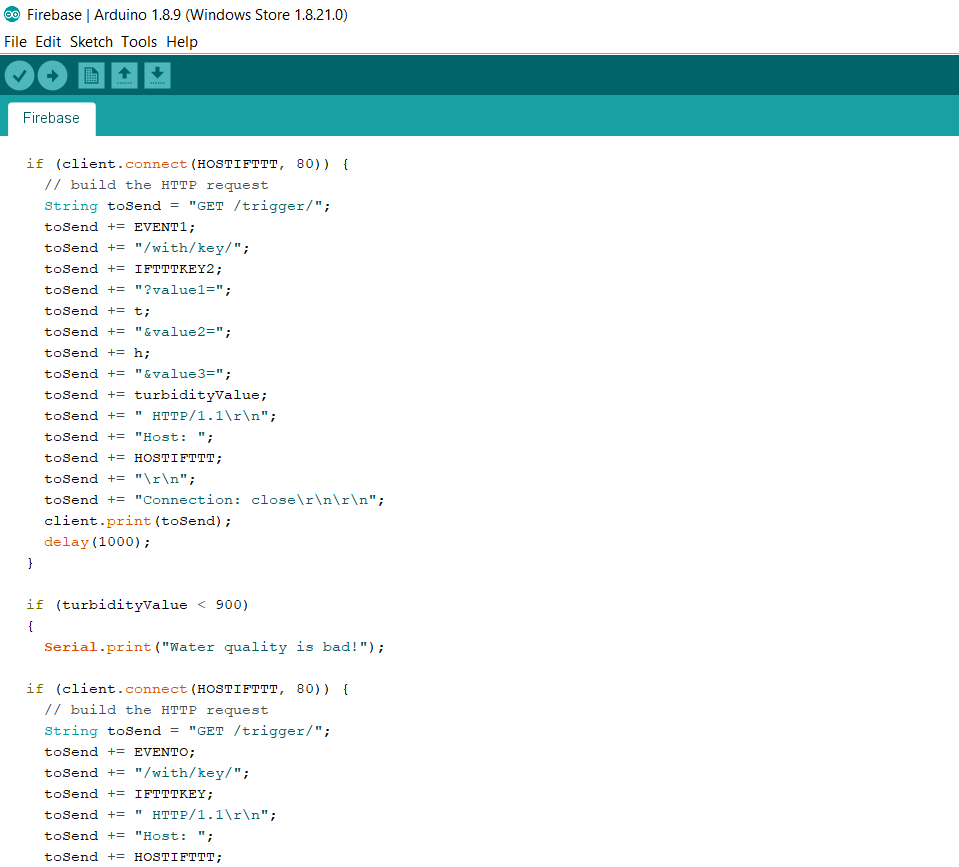 Firebase | Arduino 1.8.9 (Windows Store 1.8.21.0)
File Edit Sketch Tools Help
Firebase
if (client.connect(HOSTIFTTT, 80)) {
// build the HTTP request
String toSend = "GET /trigger/";
toSend += EVENT1;
toSend += "/with/key/";
toSend += IFTTTKEY2;
toSend += "?value1=";
toSend += t;
toSend += "&value2=";
toSend += h;
toSend += "&value3=";
toSend += turbidityValue;
toSend += " HTTP/1.1\r\n";
toSend += "Host: ";
toSend += HOSTIFTTT;
toSend += "\r\n";
toSend += "Connection: close\r\n\r\n";
client.print(toSend);
delay(1000);
}
if (turbidityValue < 900)
{
Serial.print("Water quality is bad!");
if (client.connect(HOSTIFTTT, 80)) {
// build the HTTP request
String toSend = "GET /trigger/";
toSend += EVENTO;
toSend += "/with/key/";
toSend += IFTTTKEY;
toSend += " HTTP/1.1\r\n";
toSend += "Host: ";
toSend += HOSTIFTTT;